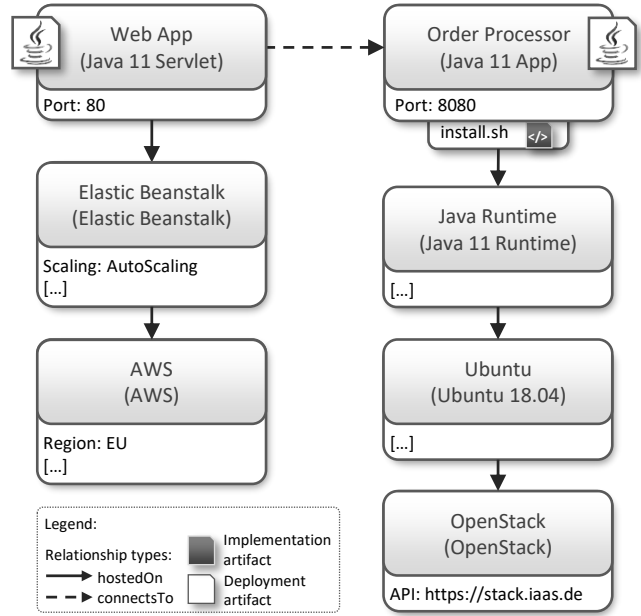 Web App
(Java 11 Servlet)
Port: 80
Order Processor
(Java 11 App)
Port: 8080
install.sh
</>
Elastic Beanstalk
(Elastic Beanstalk)
Scaling: AutoScaling
[...]
Java Runtime
(Java 11 Runtime)
[...]
AWS
(AWS)
Region: EU
[...]
Ubuntu
(Ubuntu 18.04)
[...]
OpenStack
(OpenStack)
API: https://stack.iaas.de
Legend:
Relationship types:
hostedOn
connectsTo
Implementation
artifact
Deployment
artifact